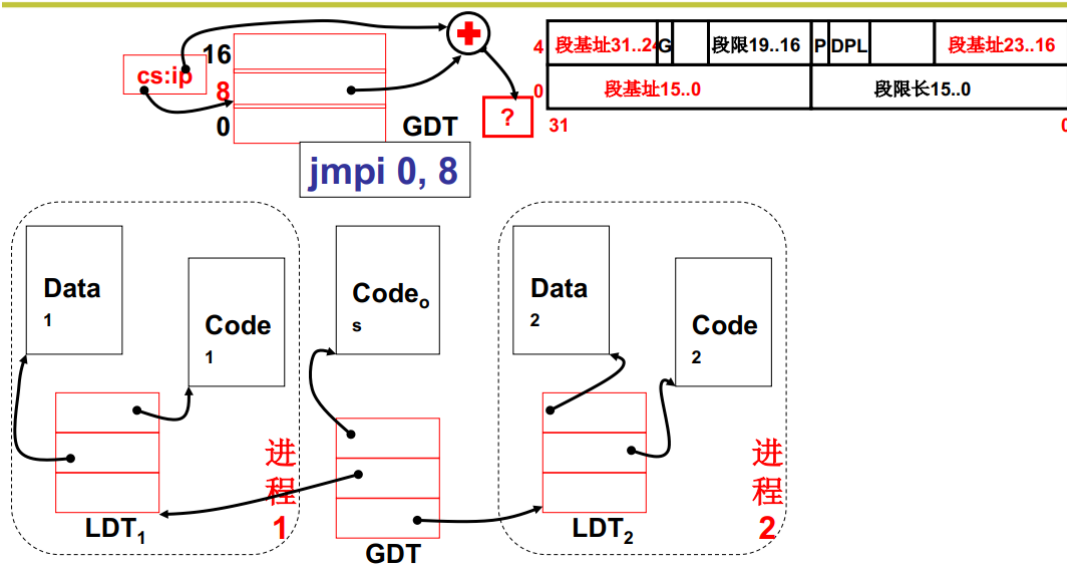 16
cs:ip
8
0
GDT
?
jmpi 0, 8
4
段基址31..24
G
段限19..16
P
DPL
段基址23..16
0
段基址15..0
段限长15..0
31
0
Data
1
Code
1
LDT1
进
程
1
Codeo
s
GDT
Data
2
Code
2
LDT2
进
程
2